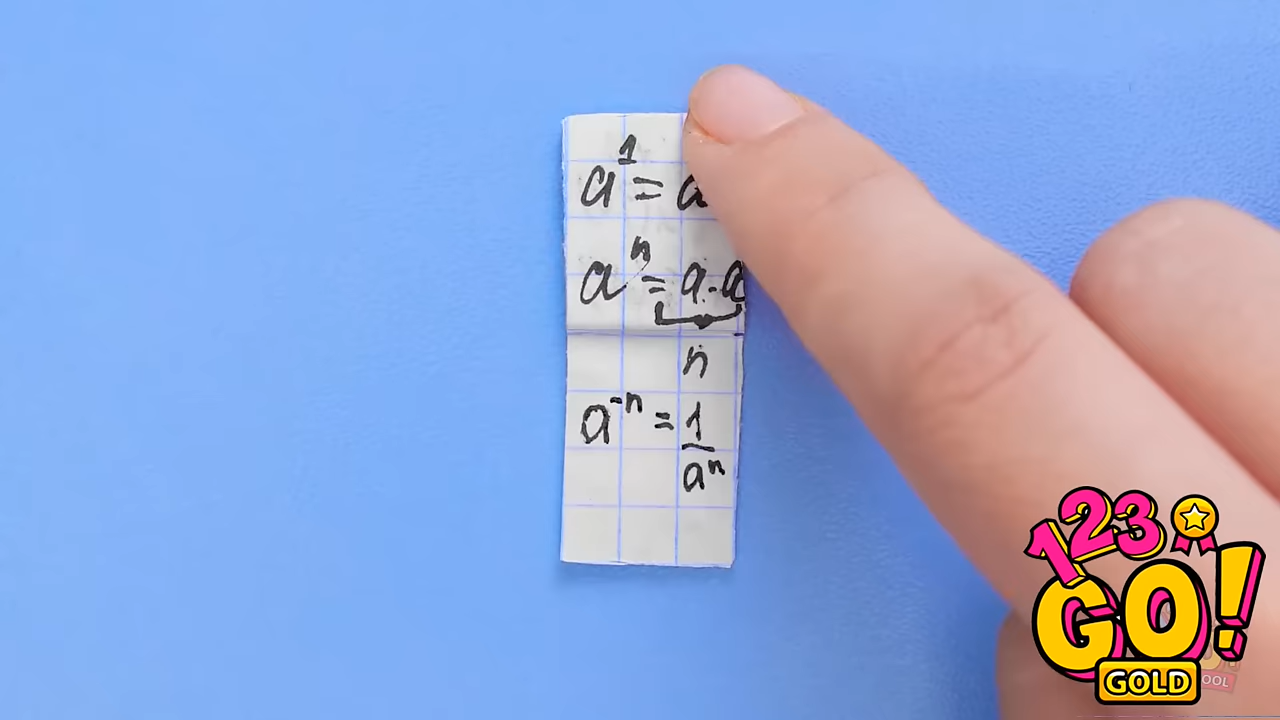 a¹ = a
aⁿ = a · a
n
a⁻ⁿ = 1
aⁿ
123
GO!
GOLD